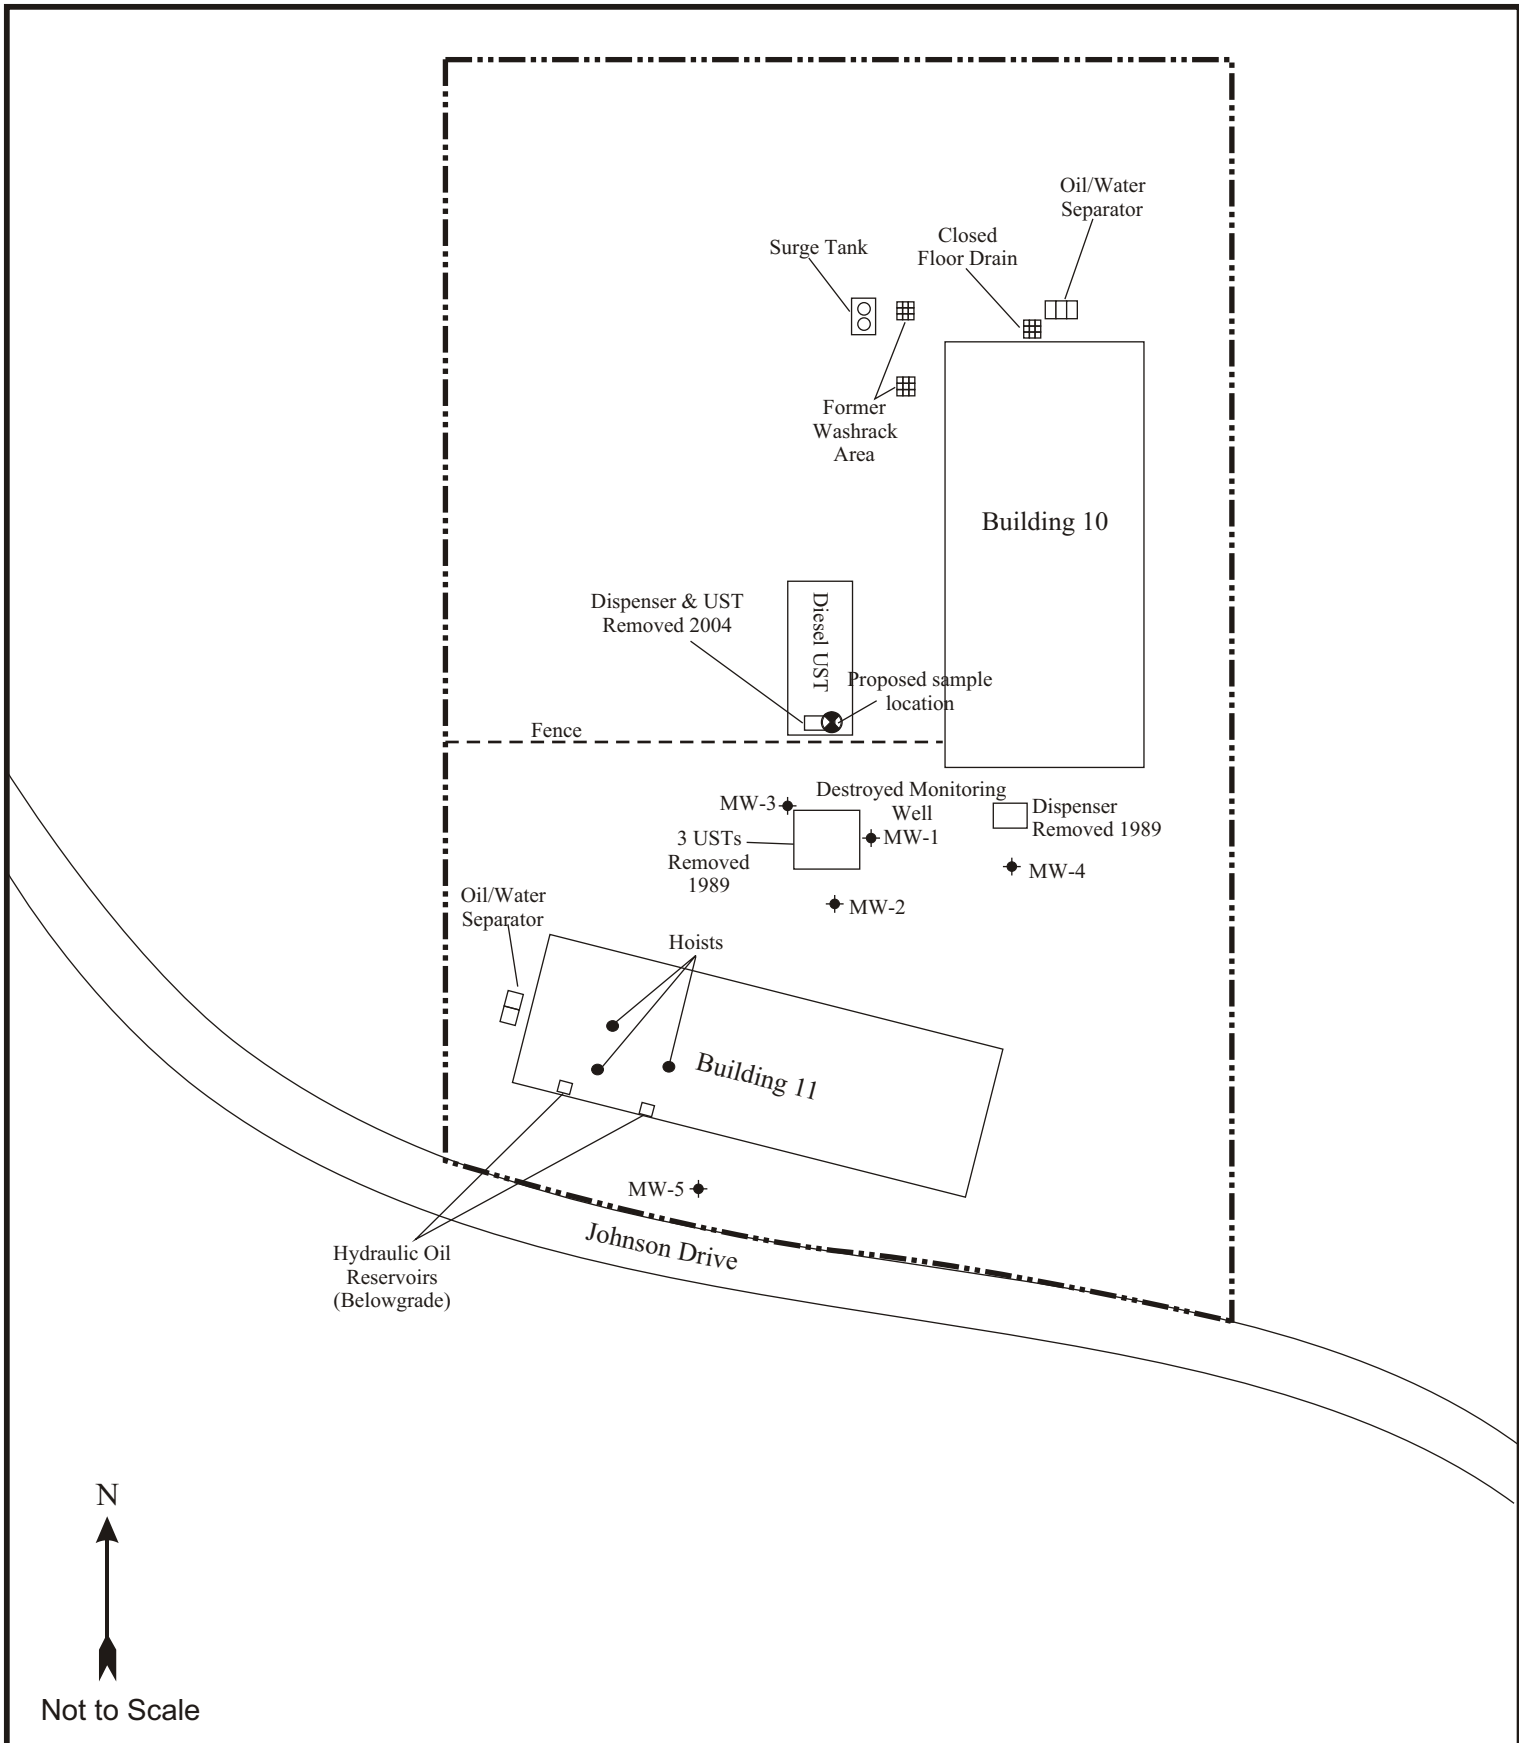 Oil/Water
Separator
Closed
Floor Drain
Surge Tank
Former
Washrack
Area
Building 10
Dispenser & UST
Removed 2004
Diesel UST
Proposed sample
location
Fence
Destroyed Monitoring
Well
MW-3
MW-1
3 USTs
Removed
1989
Dispenser
Removed 1989
MW-4
MW-2
Oil/Water
Separator
Hoists
Building 11
MW-5
Johnson Drive
Hydraulic Oil
Reservoirs
(Belowgrade)
N
Not to Scale